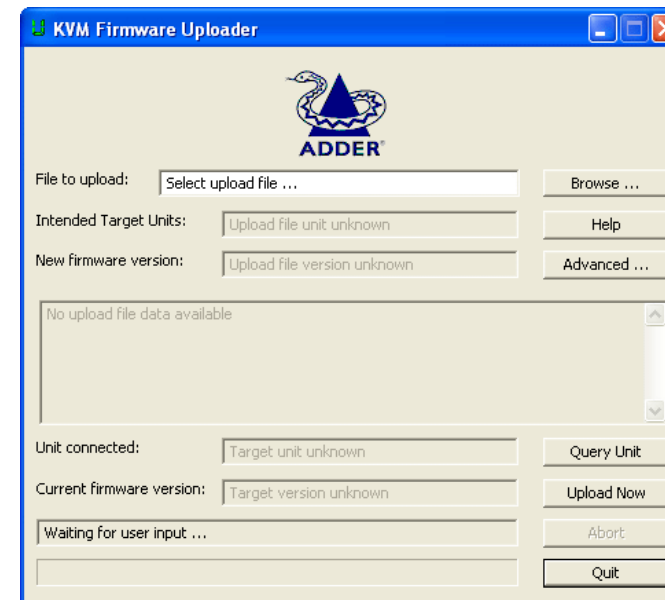 KVM Firmware Uploader
ADDER®
File to upload: Select upload file ... Browse ...
Intended Target Units: Upload file unit unknown Help
New firmware version: Upload file version unknown Advanced ...
No upload file data available
Unit connected: Target unit unknown Query Unit
Current firmware version: Target version unknown Upload Now
Waiting for user input ... Abort
Quit